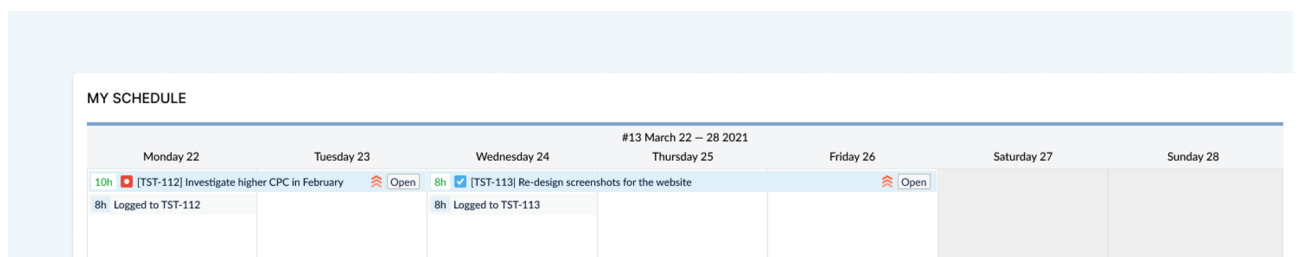 MY SCHEDULE
#13 March 22 — 28 2021
Monday 22 Tuesday 23 Wednesday 24 Thursday 25 Friday 26 Saturday 27 Sunday 28
10h [TST-112] Investigate higher CPC in February Open 8h [TST-113| Re-design screenshots for the website Open
8h Logged to TST-112 8h Logged to TST-113